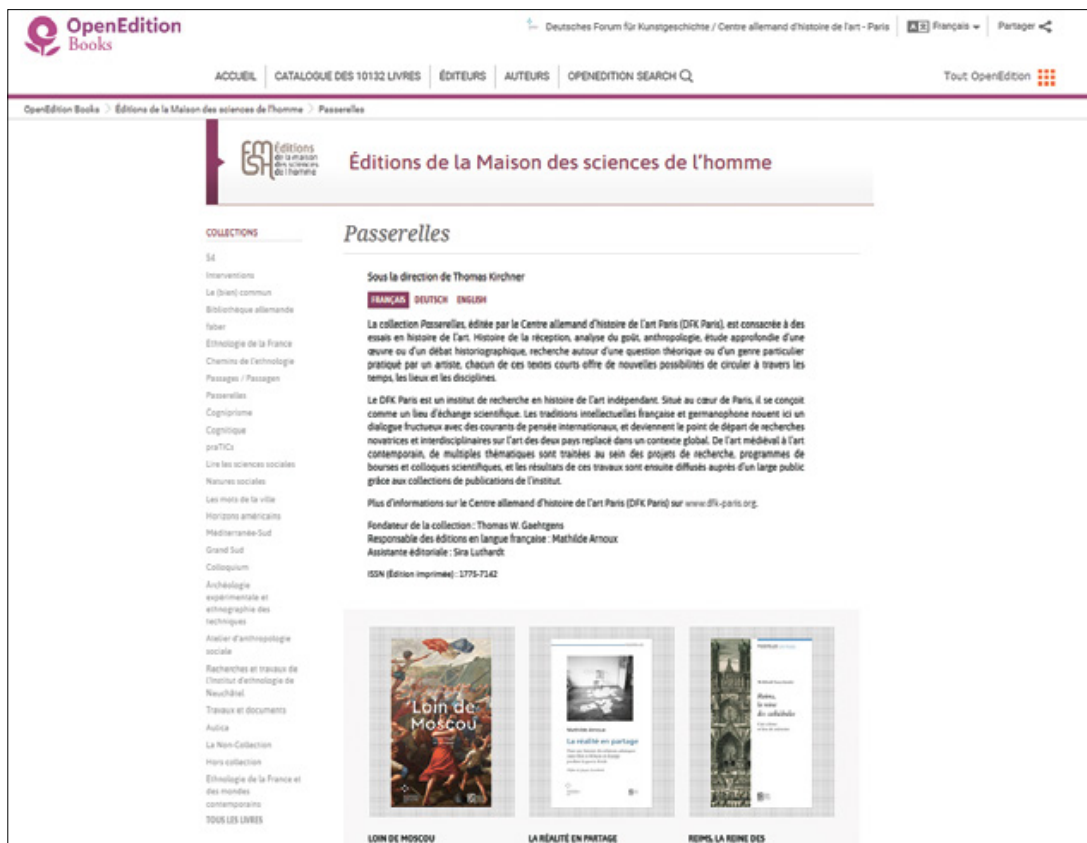 OpenEdition
Books
Deutsches Forum für Kunstgeschichte / Centre allemand d'histoire de l'art - Paris
Français
Partager
ACCUEIL
CATALOGUE DES 10132 LIVRES
ÉDITEURS
AUTEURS
OPENEDITION SEARCH
Tout OpenEdition
OpenEdition Books > Éditions de la Maison des sciences de l'homme > Passerelles
Éditions
de la maison
des sciences
de l'homme
Éditions de la Maison des sciences de l'homme
COLLECTIONS
54
Interventions
Le (bien) commun
Bibliothèque allemande
faber
Ethnologie de la France
Chemins de l'ethnologie
Passages / Passagen
Passerelles
Cogniprisme
Cognitique
praTICs
Lire les sciences sociales
Natures sociales
Les mots de la ville
Horizons américains
Méditerranée-Sud
Grand Sud
Colloquium
Archéologie
expérimentale et
ethnographie des
techniques
Atelier d'anthropologie
sociale
Recherches et travaux de
l'Institut d'ethnologie de
Neuchâtel
Travaux et documents
Aulica
La Non-Collection
Hors collection
Ethnologie de la France et
des mondes
contemporains
TOUS LES LIVRES
Passerelles
Sous la direction de Thomas Kirchner
FRANÇAIS DEUTSCH ENGLISH
La collection Passerelles, éditée par le Centre allemand d'histoire de l'art Paris (DFK Paris), est consacrée à des
essais en histoire de l'art. Histoire de la réception, analyse du goût, anthropologie, étude approfondie d'une
œuvre ou d'un débat historiographique, recherche autour d'une question théorique ou d'un genre particulier
pratiqué par un artiste, chacun de ces textes courts offre de nouvelles possibilités de circuler à travers les
temps, les lieux et les disciplines.
Le DFK Paris est un institut de recherche en histoire de l'art indépendant. Situé au cœur de Paris, il se conçoit
comme un lieu d'échange scientifique. Les traditions intellectuelles française et germanophone nouent ici un
dialogue fructueux avec des courants de pensée internationaux, et deviennent le point de départ de recherches
novatrices et interdisciplinaires sur l'art des deux pays replacé dans un contexte global. De l'art médiéval à l'art
contemporain, de multiples thématiques sont traitées au sein des projets de recherche, programmes de
bourses et colloques scientifiques, et les résultats de ces travaux sont ensuite diffusés auprès d'un large public
grâce aux collections de publications de l'institut.
Plus d'informations sur le Centre allemand d'histoire de l'art Paris (DFK Paris) sur www.dfk-paris.org.
Fondateur de la collection : Thomas W. Gaehtgens
Responsable des éditions en langue française : Mathilde Arnoux
Assistante éditoriale : Sira Luthardt
ISSN (Édition imprimée) : 1775-7142
Loin de
Moscou
La réalité en partage
Reims,
la reine
des cathédrales
LOIN DE MOSCOU
LA RÉALITÉ EN PARTAGE
REIMS, LA REINE DES